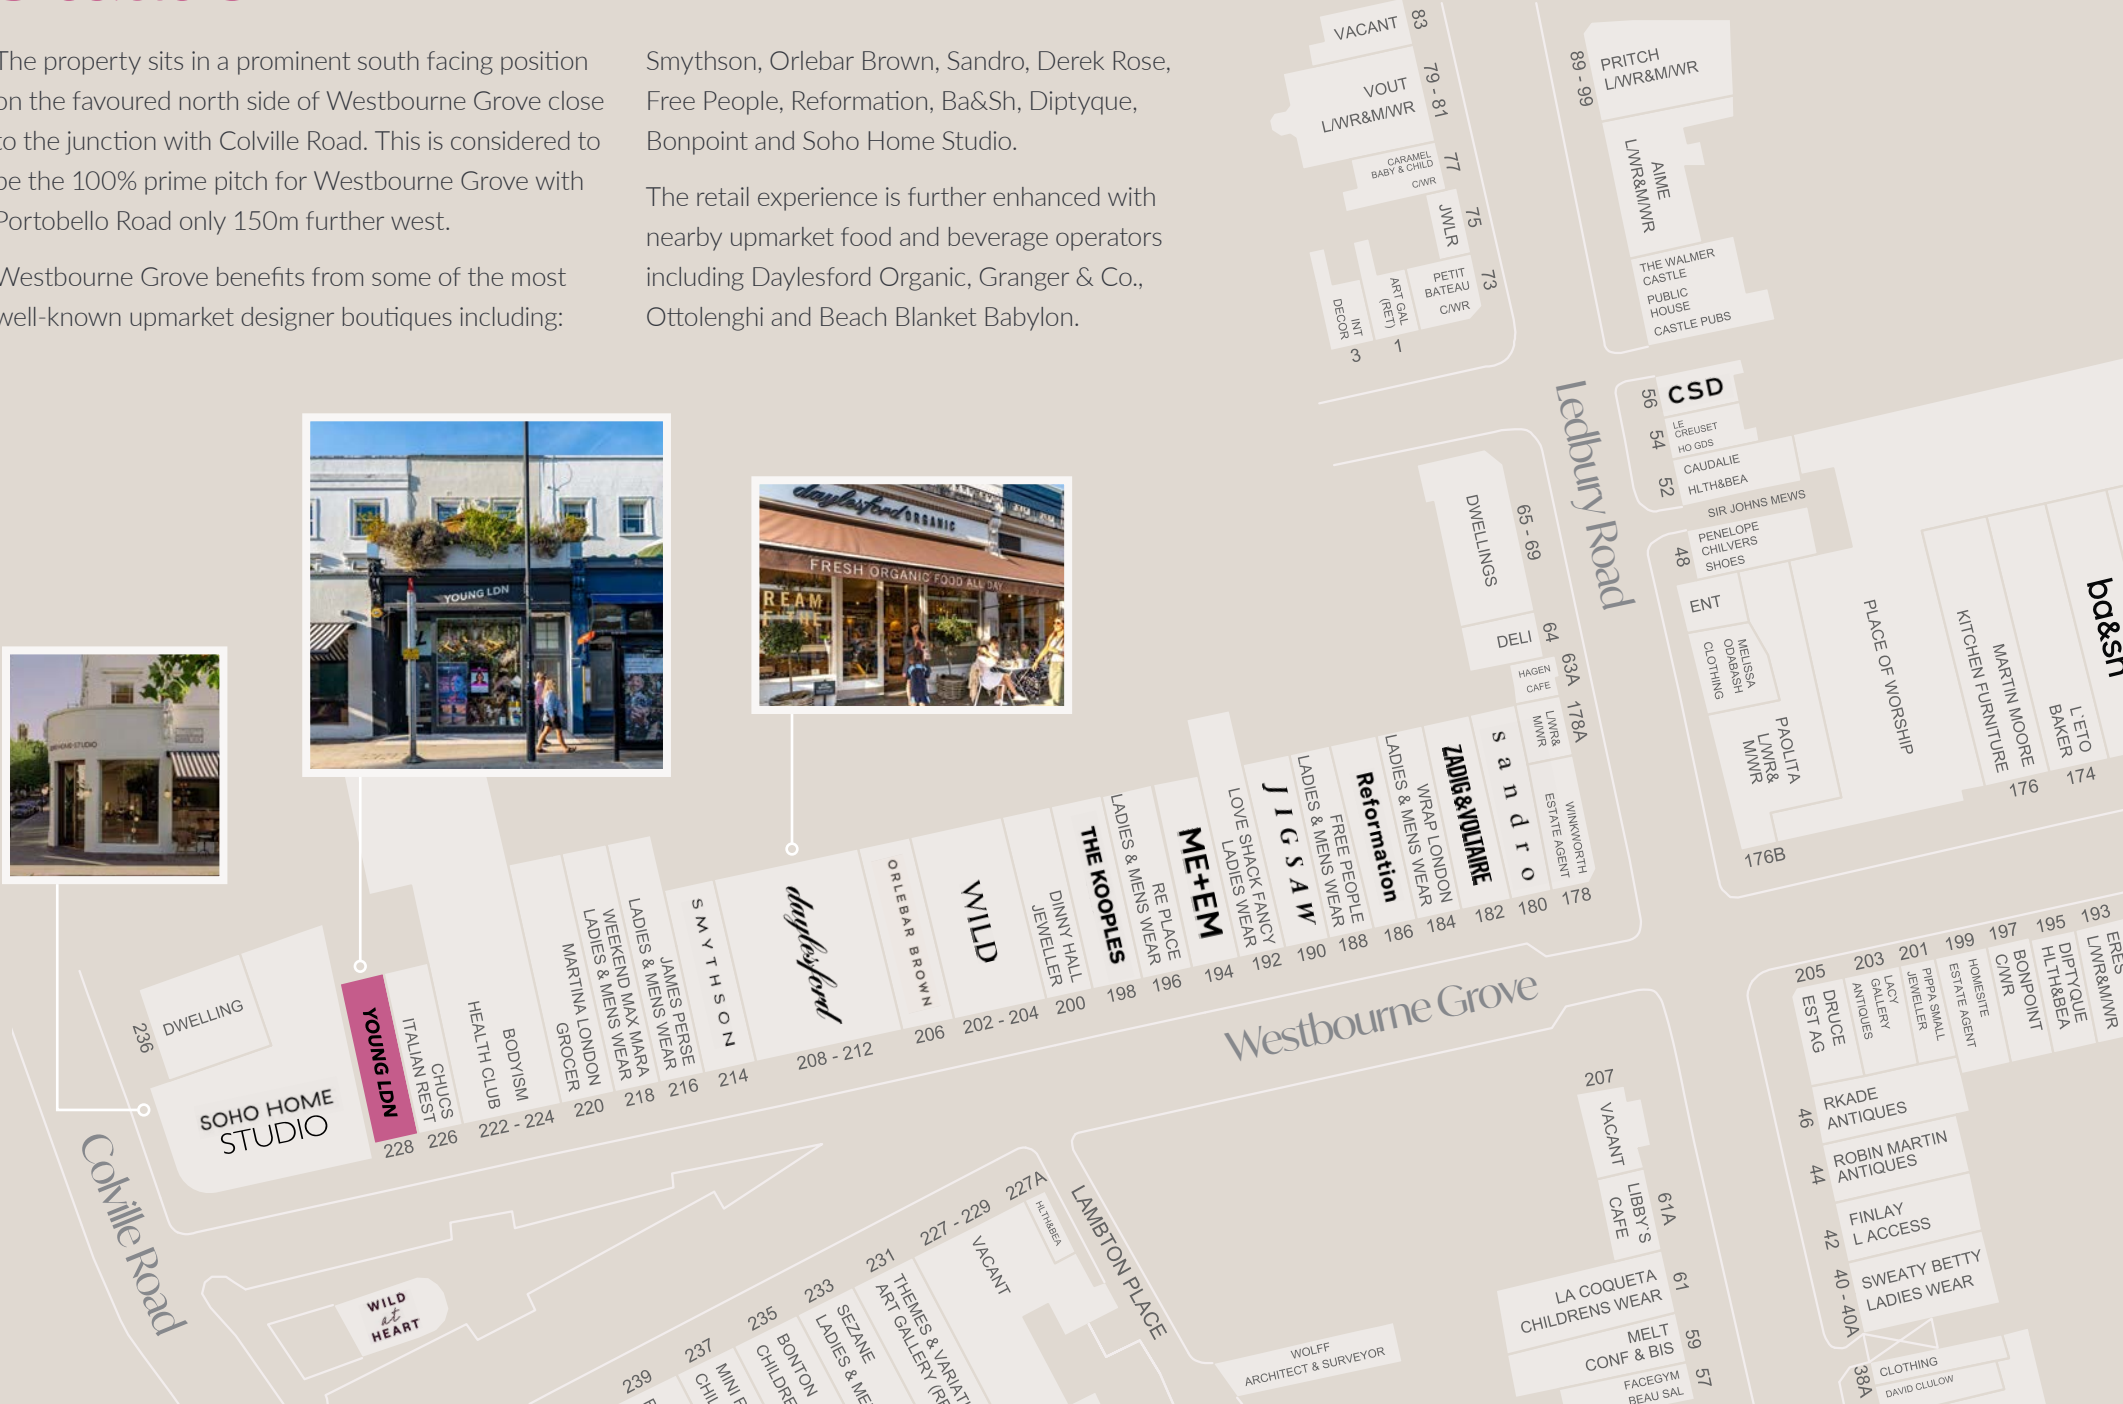 The property sits in a prominent south facing position
on the favoured north side of Westbourne Grove close
to the junction with Colville Road. This is considered to
be the 100% prime pitch for Westbourne Grove with
Portobello Road only 150m further west.
Westbourne Grove benefits from some of the most
well-known upmarket designer boutiques including:
Smythson, Orlebar Brown, Sandro, Derek Rose,
Free People, Reformation, Ba&Sh, Diptyque,
Bonpoint and Soho Home Studio.
The retail experience is further enhanced with
nearby upmarket food and beverage operators
including Daylesford Organic, Granger & Co.,
Ottolenghi and Beach Blanket Babylon.
VACANT
83
VOUT
L/WR&M/WR
79 - 81
CARAMEL
BABY & CHILD
C/WR
77
JWLR
75
PETIT
BATEAU
C/WR
73
ART GAL
(RET)
1
INT
DECOR
3
89 - 99
PRITCH
L/WR&M/WR
AIME
L/WR&M/WR
THE WALMER
CASTLE
PUBLIC
HOUSE
CASTLE PUBS
Ledbury Road
56
CSD
54
LE
CREUSET
HO GDS
52
CAUDALIE
HLTH&BEA
SIR JOHNS MEWS
48
PENELOPE
CHILVERS
SHOES
ENT
MELISSA
ODABASH
CLOTHING
PAOLITA
L/WR&
M/WR
176B
PLACE OF WORSHIP
MARTIN MOORE
KITCHEN FURNITURE
176
L`ETO
BAKER
174
ba&sh
DWELLINGS
65 - 69
DELI
64
HAGEN
CAFE
63A
L/WR&
M/WR
178A
WINKWORTH
ESTATE AGENT
178
YOUNG LDN
daylesford ORGANIC
FRESH ORGANIC FOOD ALL DAY
REAM
236
DWELLING
SOHO HOME
STUDIO
YOUNG LDN
228
CHUCS
ITALIAN REST
226
BODYISM
HEALTH CLUB
222 - 224
MARTINA LONDON
GROCER
220
WEEKEND MAX MARA
LADIES & MENS WEAR
218
JAMES PERSE
LADIES & MENS WEAR
216
SMYTHSON
214
daylesford
208 - 212
ORLEBAR BROWN
206
WILD
202 - 204
DINNY HALL
JEWELLER
200
THE KOOPLES
198
RE PLACE
LADIES & MENS WEAR
196
ME+EM
194
LOVE SHACK FANCY
LADIES WEAR
192
JIGSAW
190
FREE PEOPLE
LADIES & MENS WEAR
188
Reformation
186
WRAP LONDON
LADIES & MENS WEAR
184
ZADIG&VOLTAIRE
182
sandro
180
Westbourne Grove
Colville Road
WILD
at
HEART
LAMBTON PLACE
227A
HLTH&BEA
227 - 229
VACANT
231
THEMES & VARIAT
ART GALLERY (RE
233
SEZANE
LADIES & ME
235
BONTON
CHILDRE
237
MINI
CHIL
239
WOLFF
ARCHITECT & SURVEYOR
207
VACANT
LIBBY`S
CAFE
61A
LA COQUETA
CHILDRENS WEAR
61
MELT
CONF & BIS
59
FACEGYM
BEAU SAL
57
205
DRUCE
EST AG
203
LACY
GALLERY
ANTIQUES
201
PIPPA SMALL
JEWELLER
199
HOMESITE
ESTATE AGENT
197
BONPOINT
C/WR
195
DIPTYQUE
HLTH&BEA
193
ERES
L/WR&M/WR
46
RKADE
ANTIQUES
44
ROBIN MARTIN
ANTIQUES
42
FINLAY
L ACCESS
40 - 40A
SWEATY BETTY
LADIES WEAR
38A
CLOTHING
DAVID CLULOW